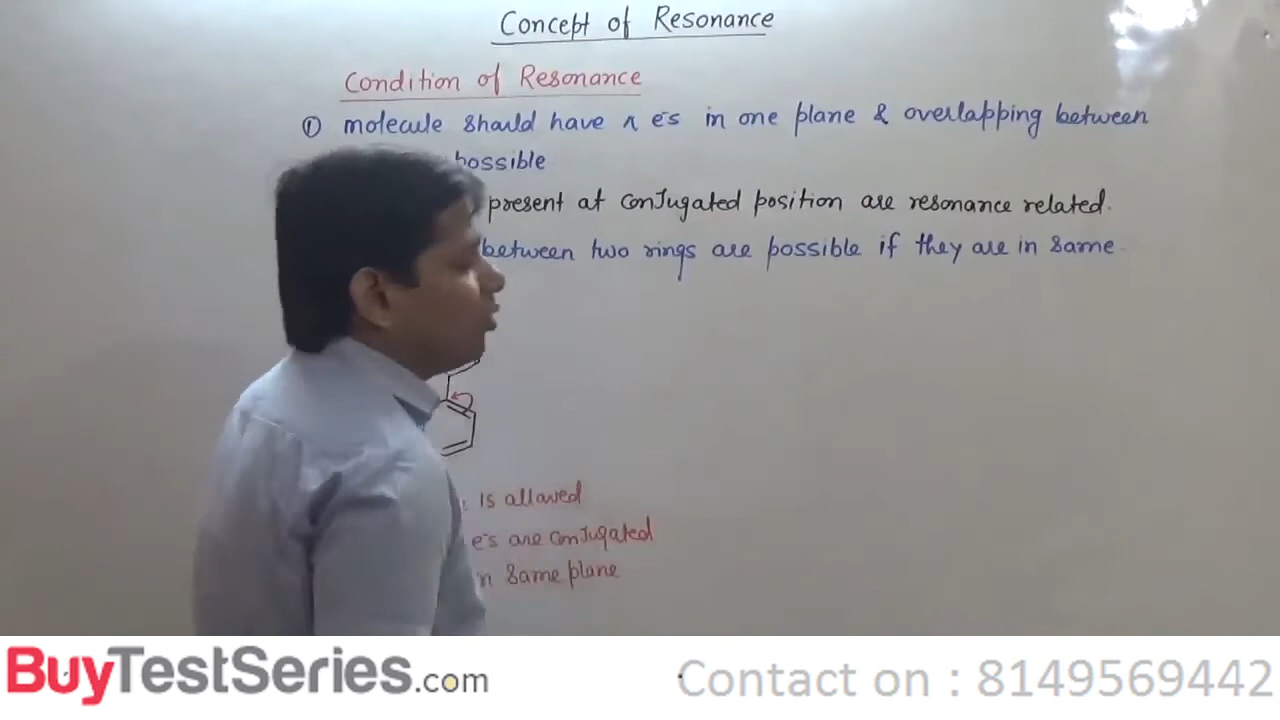 Concept of Resonance
Condition of Resonance
① molecule should have π e⁻s in one plane & overlapping between
possible
present at conJugated position are resonance related.
between two rings are possible if they are in same.
is allowed
e⁻s are conJugated
in same plane
BuyTestSeries.com
Contact on : 8149569442